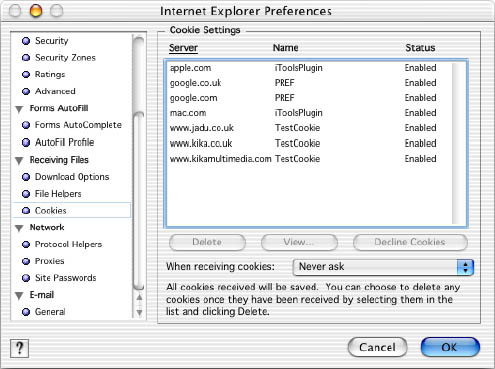 Internet Explorer Preferences
Security
Security Zones
Ratings
Advanced
Forms AutoFill
Forms AutoComplete
AutoFill Profile
Receiving Files
Download Options
File Helpers
Cookies
Network
Protocol Helpers
Proxies
Site Passwords
E-mail
General
Cookie Settings
Server Name Status
apple.com iToolsPlugin Enabled
google.co.uk PREF Enabled
google.com PREF Enabled
mac.com iToolsPlugin Enabled
www.jadu.co.uk TestCookie Enabled
www.kika.co.uk TestCookie Enabled
www.kikamultimedia.com TestCookie Enabled
Delete View... Decline Cookies
When receiving cookies: Never ask
All cookies received will be saved. You can choose to delete any
cookies once they have been received by selecting them in the
list and clicking Delete.
? Cancel OK